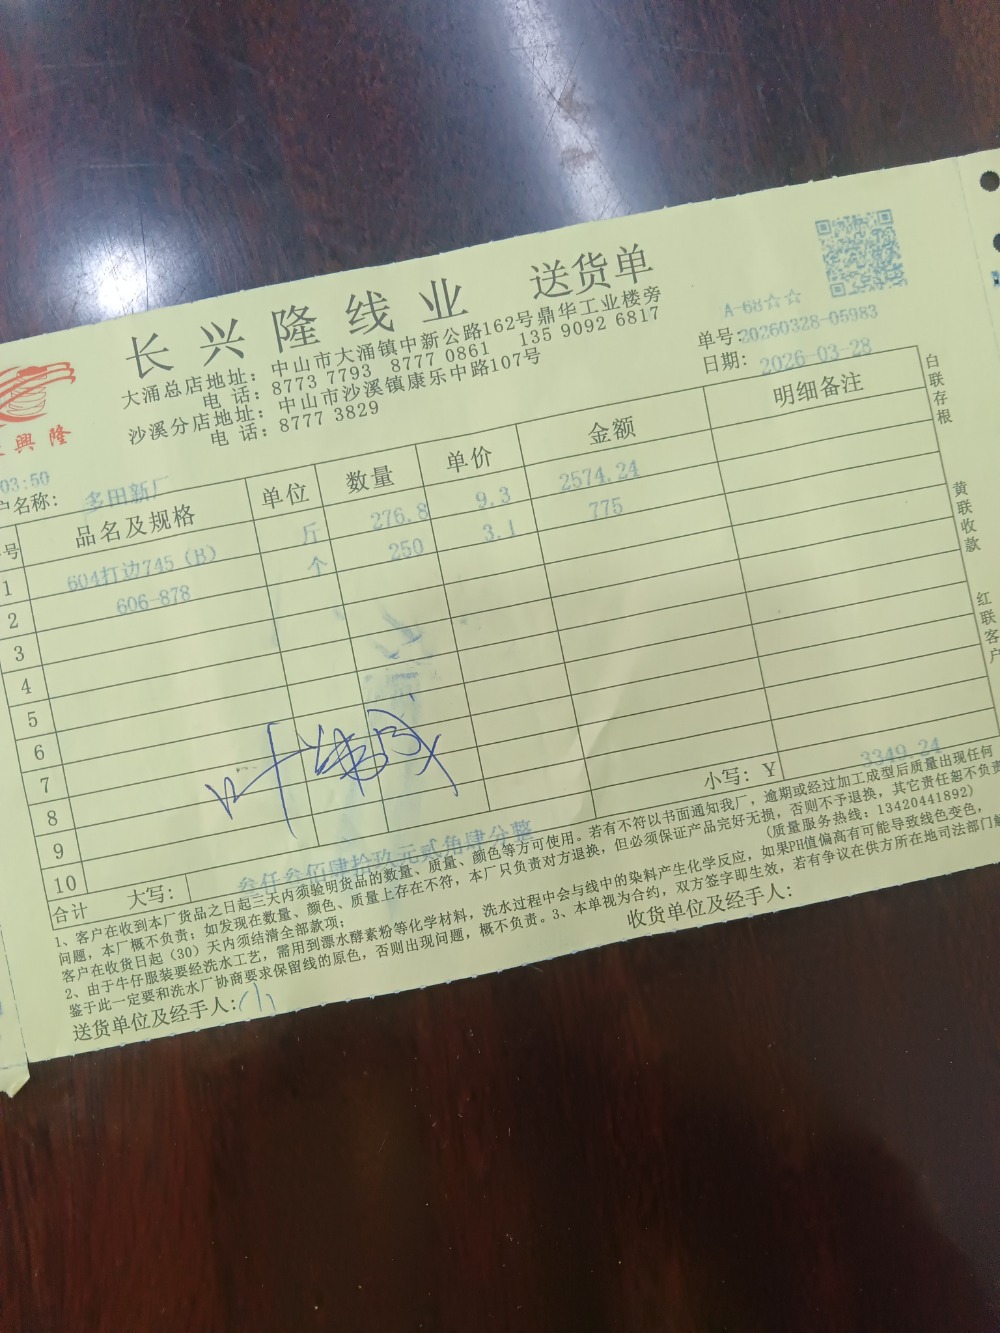 长兴隆线业 送货单
大涌总店地址：中山市大涌镇中新公路162号鼎华工业楼旁
电 话：8773 7793 8777 0861 135 9092 6817
沙溪分店地址：中山市沙溪镇康乐中路107号
电 话：8777 3829
A-68☆☆
单号:20260328-05983
日期: 2026-03-28
興隆
03:50
户名称: 多田新厂
号 品名及规格 单位 数量 单价 金额 明细备注
1 604打边745（B） 斤 276.8 9.3 2574.24
2 606-878 个 250 3.1 775
3
4
5
6
7
8
9
10
合计 大写: 叁仟叁佰肆拾玖元贰角肆分整 小写: Y 3349.24
1、客户在收到本厂货品之日起三天内须验明货品的数量、质量、颜色等方可使用。若有不符以书面通知我厂，逾期或经过加工成型后质量出现任何
问题，本厂概不负责；如发现在数量、颜色、质量上存在不符，本厂只负责对方退换，但必须保证产品完好无损，否则不予退换，其它责任恕不负责
客户在收货日起（30）天内须结清全部款项；(质量服务热线: 13420441892)
2、由于牛仔服装要经洗水工艺，需用到漂水酵素粉等化学材料，洗水过程中会与线中的染料产生化学反应，如果PH值偏高有可能导致线色变色，
鉴于此一定要和洗水厂协商要求保留线的原色，否则出现问题，概不负责。3、本单视为合约，双方签字即生效，若有争议在供方所在地司法部门解
送货单位及经手人:
收货单位及经手人:
白联存根
黄联收款
红联客户